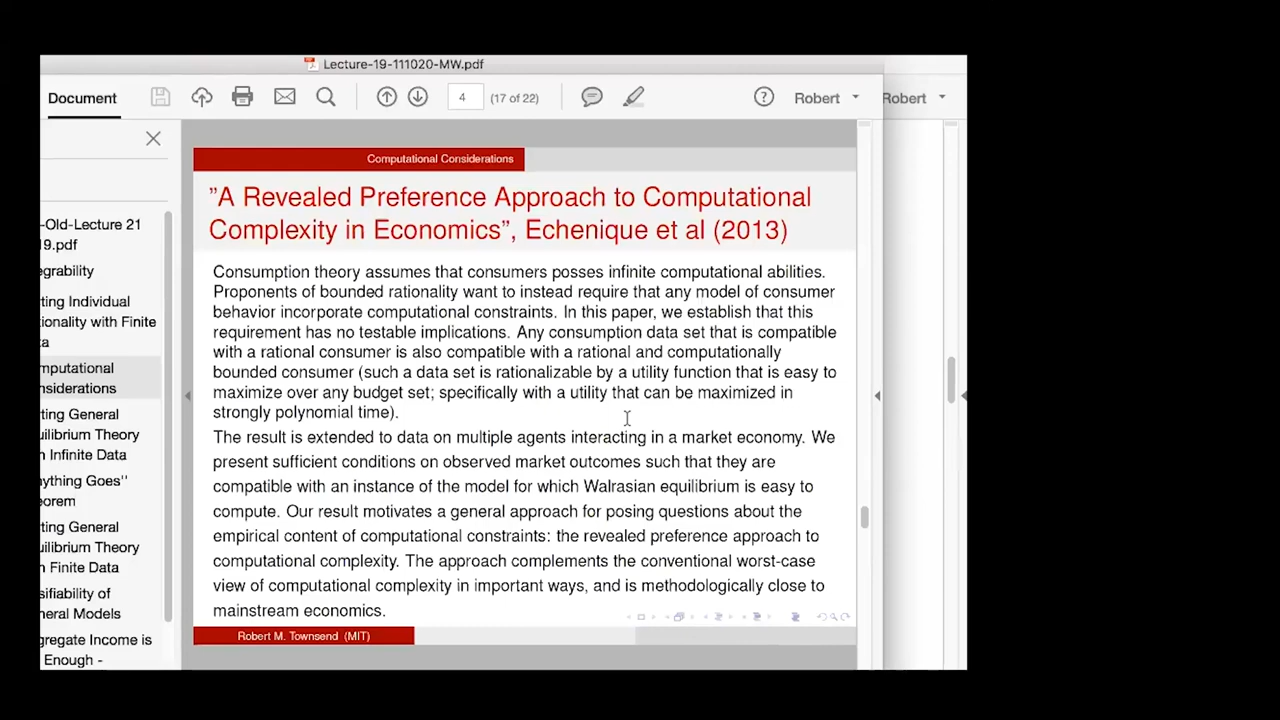 Lecture-19-111020-MW.pdf
Document
4
(17 of 22)
Robert
Robert
-Old-Lecture 21
19.pdf
egrability
ting Individual
tionality with Finite
ta
mputational
nsiderations
ting General
uilibrium Theory
h Infinite Data
ything Goes"
eorem
ting General
uilibrium Theory
h Finite Data
sifiability of
neral Models
gregate Income is
Enough -
Computational Considerations
"A Revealed Preference Approach to Computational
Complexity in Economics", Echenique et al (2013)
Consumption theory assumes that consumers posses infinite computational abilities.
Proponents of bounded rationality want to instead require that any model of consumer
behavior incorporate computational constraints. In this paper, we establish that this
requirement has no testable implications. Any consumption data set that is compatible
with a rational consumer is also compatible with a rational and computationally
bounded consumer (such a data set is rationalizable by a utility function that is easy to
maximize over any budget set; specifically with a utility that can be maximized in
strongly polynomial time).
The result is extended to data on multiple agents interacting in a market economy. We
present sufficient conditions on observed market outcomes such that they are
compatible with an instance of the model for which Walrasian equilibrium is easy to
compute. Our result motivates a general approach for posing questions about the
empirical content of computational constraints: the revealed preference approach to
computational complexity. The approach complements the conventional worst-case
view of computational complexity in important ways, and is methodologically close to
mainstream economics.
Robert M. Townsend (MIT)